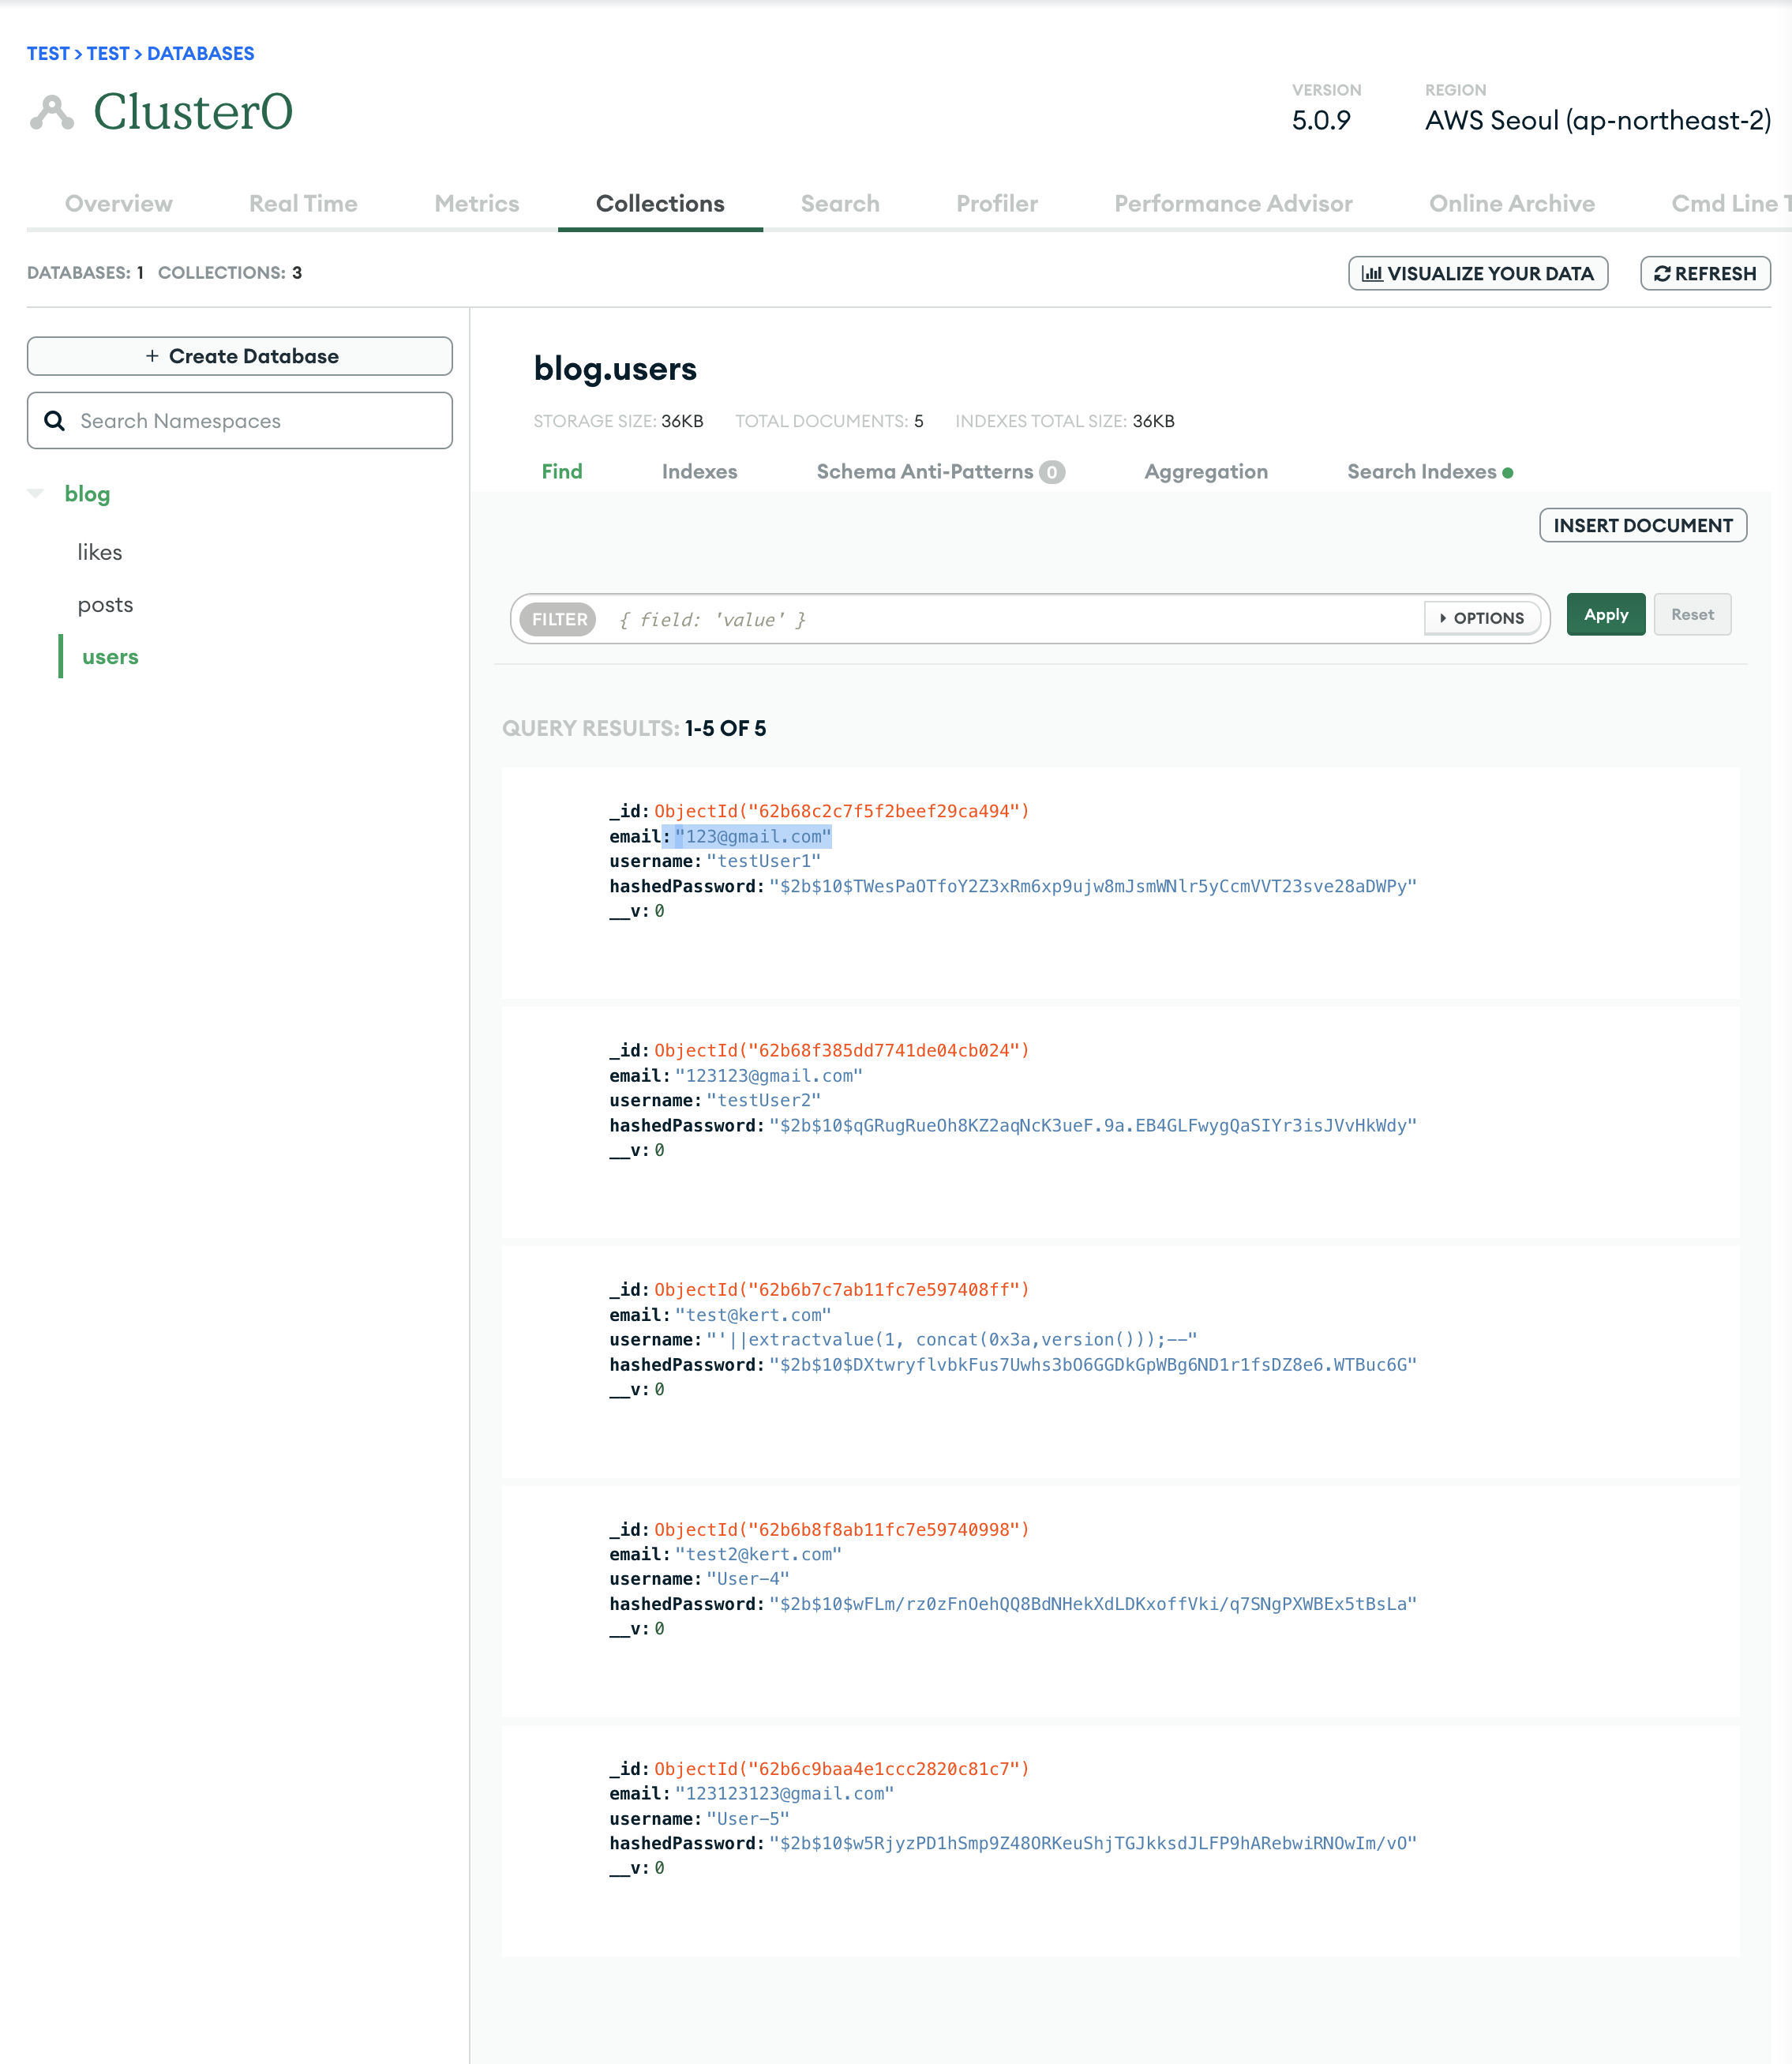 TEST > TEST > DATABASES
Cluster0
VERSION
5.0.9
REGION
AWS Seoul (ap-northeast-2)
Overview Real Time Metrics Collections Search Profiler Performance Advisor Online Archive Cmd Line T
DATABASES: 1 COLLECTIONS: 3
VISUALIZE YOUR DATA
REFRESH
+ Create Database
Search Namespaces
blog
likes
posts
users
blog.users
STORAGE SIZE: 36KB TOTAL DOCUMENTS: 5 INDEXES TOTAL SIZE: 36KB
Find Indexes Schema Anti-Patterns 0 Aggregation Search Indexes
INSERT DOCUMENT
FILTER { field: 'value' } OPTIONS Apply Reset
QUERY RESULTS: 1-5 OF 5
_id: ObjectId("62b68c2c7f5f2beef29ca494")
email: "123@gmail.com"
username: "testUser1"
hashedPassword: "$2b$10$TWesPaOTfoY2Z3xRm6xp9ujw8mJsmWNlr5yCcmVVT23sve28aDWPy"
__v: 0
_id: ObjectId("62b68f385dd7741de04cb024")
email: "123123@gmail.com"
username: "testUser2"
hashedPassword: "$2b$10$qGRugRueOh8KZ2aqNcK3ueF.9a.EB4GLFwygQaSIYr3isJVvHkWdy"
__v: 0
_id: ObjectId("62b6b7c7ab11fc7e597408ff")
email: "test@kert.com"
username: "'||extractvalue(1, concat(0x3a,version()));--"
hashedPassword: "$2b$10$DXtwryflvbkFus7Uwhs3bO6GGDkGpWBg6ND1r1fsDZ8e6.WTBuc6G"
__v: 0
_id: ObjectId("62b6b8f8ab11fc7e59740998")
email: "test2@kert.com"
username: "User-4"
hashedPassword: "$2b$10$wFLm/rz0zFnOehQQ8BdNHekXdLDKxoffVki/q7SNgPXWBEx5tBsLa"
__v: 0
_id: ObjectId("62b6c9baa4e1ccc2820c81c7")
email: "123123123@gmail.com"
username: "User-5"
hashedPassword: "$2b$10$w5RjyzPD1hSmp9Z48ORKeuShjTGJkksdJLFP9hARebwiRNOwIm/vO"
__v: 0